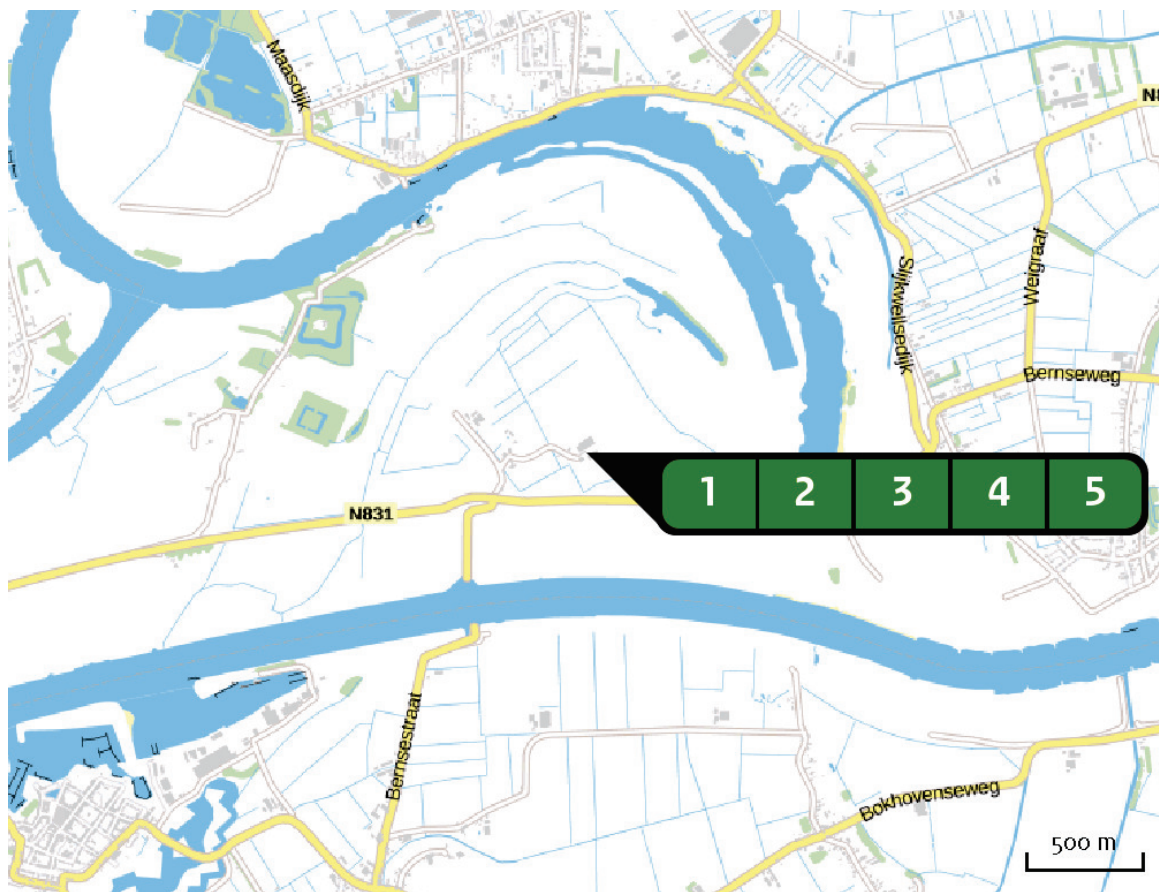 Maasdijk
N8
Slijkwellsedijk
Weigraaf
Bernseweg
1 2 3 4 5
N831
Bernsestraat
Bokhovenseweg
500 m